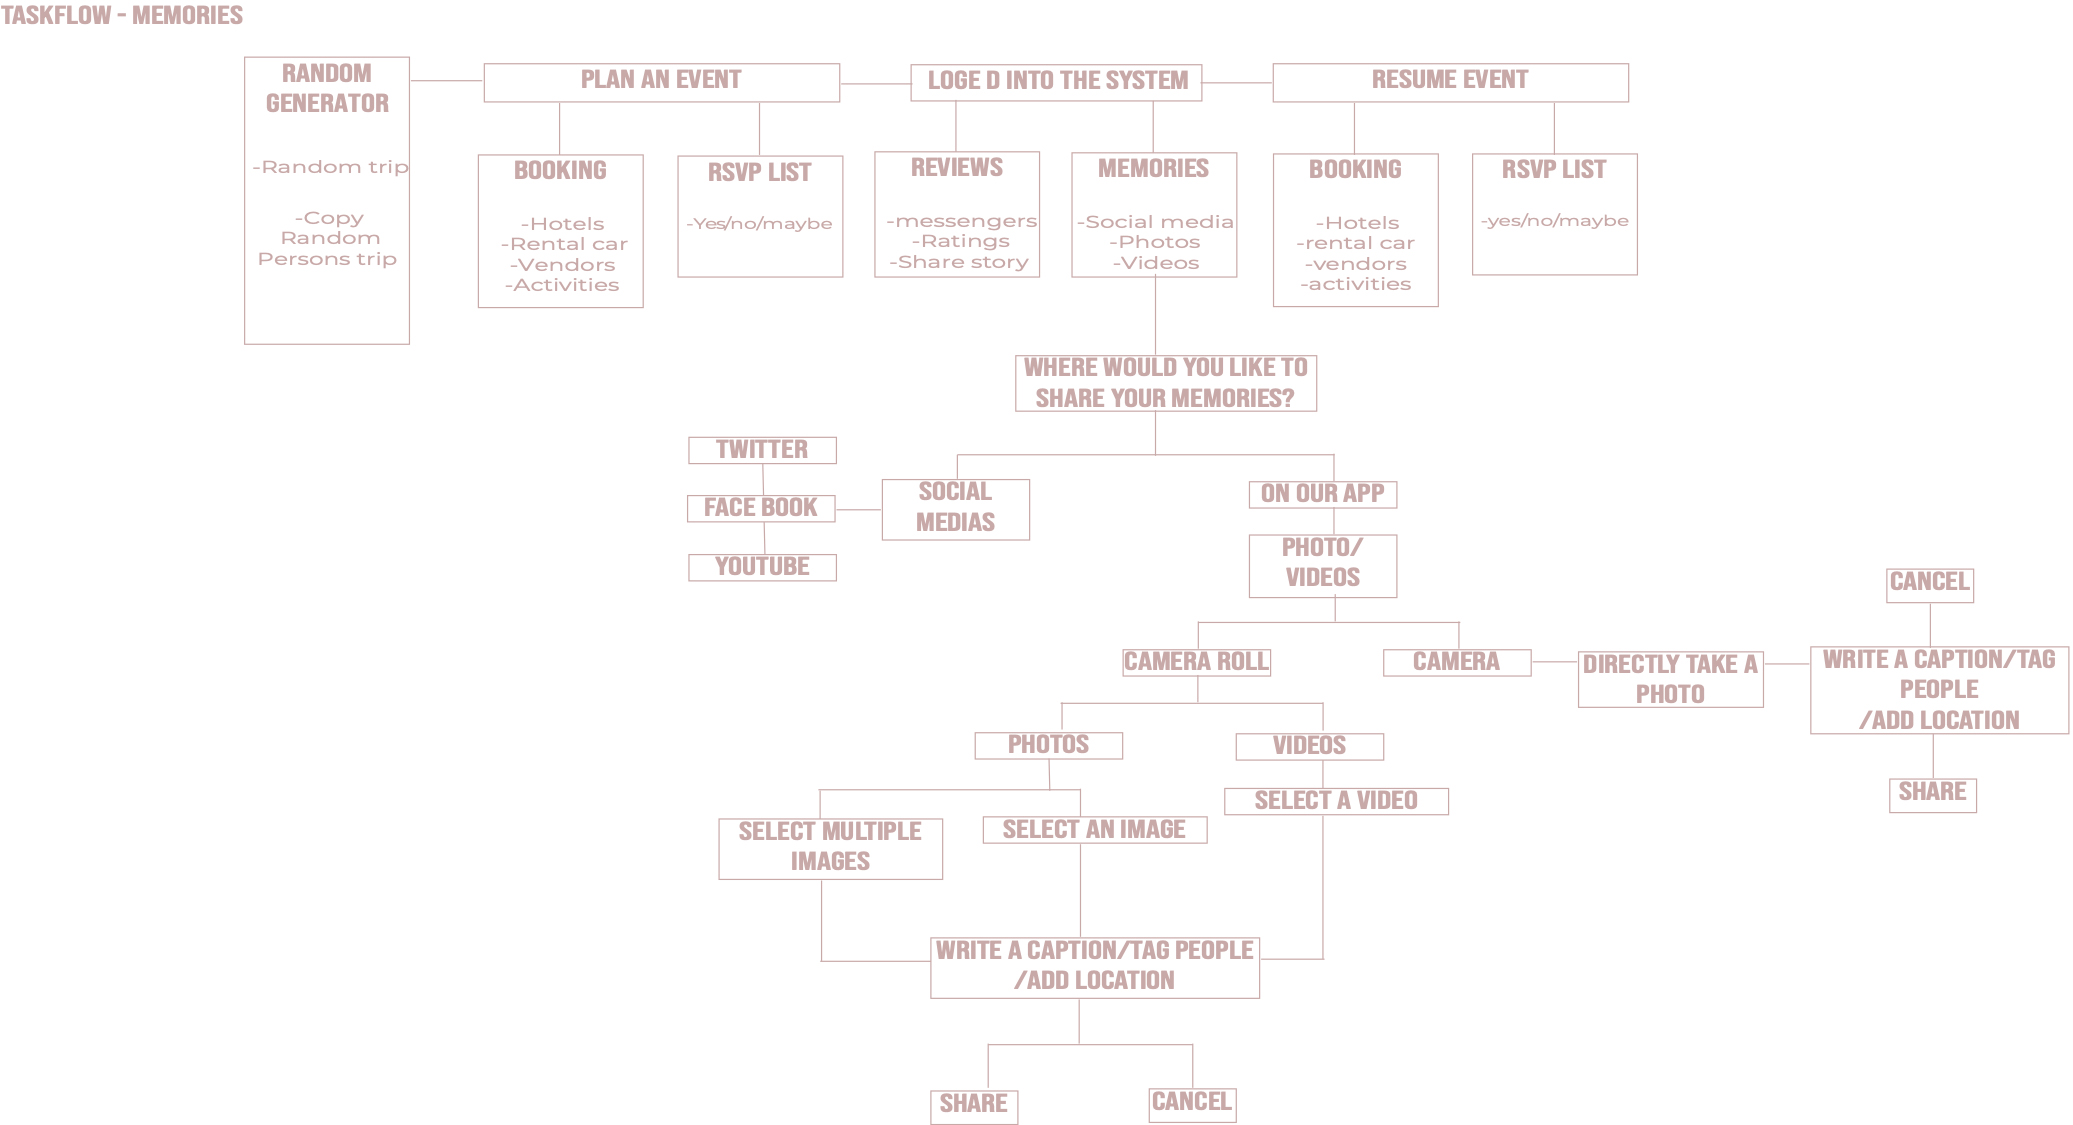 TASKFLOW - MEMORIES
RANDOM
GENERATOR
-Random trip
-Copy
Random
Persons trip
PLAN AN EVENT
LOGE D INTO THE SYSTEM
RESUME EVENT
BOOKING
-Hotels
-Rental car
-Vendors
-Activities
RSVP LIST
-Yes/no/maybe
REVIEWS
-messengers
-Ratings
-Share story
MEMORIES
-Social media
-Photos
-Videos
BOOKING
-Hotels
-rental car
-vendors
-activities
RSVP LIST
-yes/no/maybe
WHERE WOULD YOU LIKE TO
SHARE YOUR MEMORIES?
TWITTER
FACE BOOK
YOUTUBE
SOCIAL
MEDIAS
ON OUR APP
PHOTO/
VIDEOS
CAMERA ROLL
CAMERA
DIRECTLY TAKE A
PHOTO
CANCEL
WRITE A CAPTION/TAG
PEOPLE
/ADD LOCATION
SHARE
PHOTOS
VIDEOS
SELECT A VIDEO
SELECT MULTIPLE
IMAGES
SELECT AN IMAGE
WRITE A CAPTION/TAG PEOPLE
/ADD LOCATION
SHARE
CANCEL